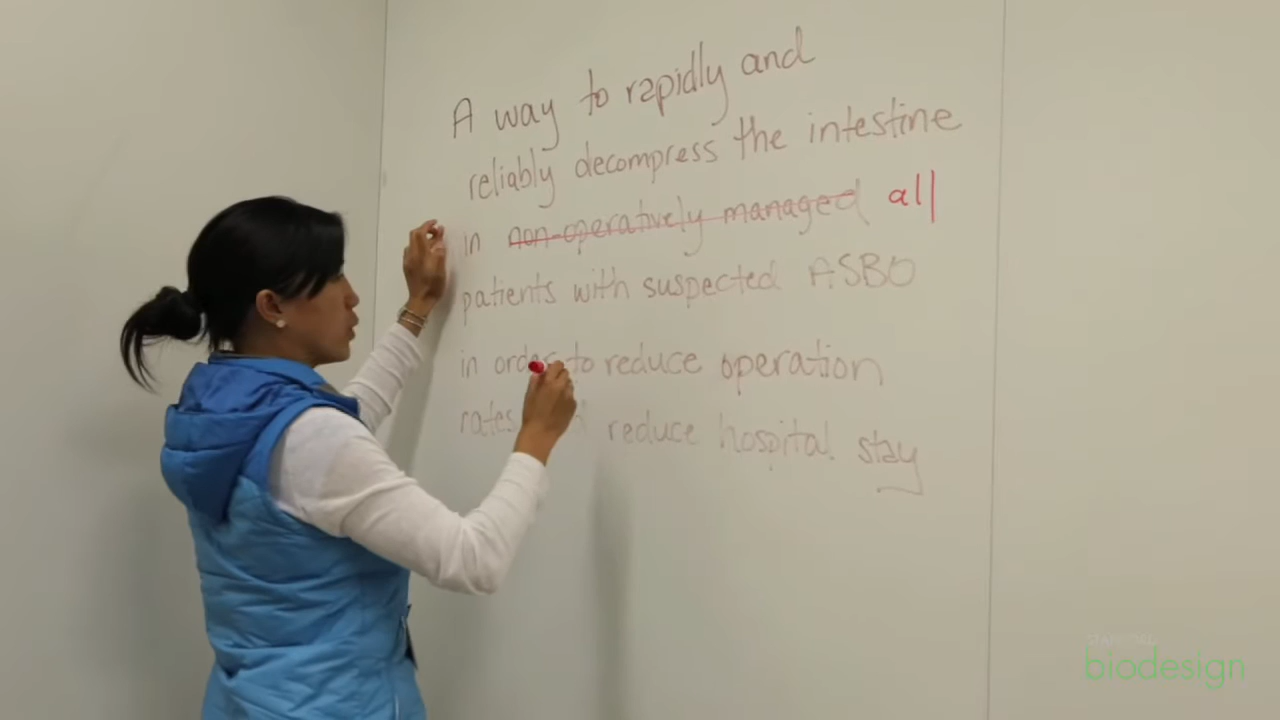 A way to rapidly and
reliably decompress the intestine
in non-operatively managed all
patients with suspected ASBO
in order to reduce operation
rates reduce hospital stay
STANFORD
biodesign